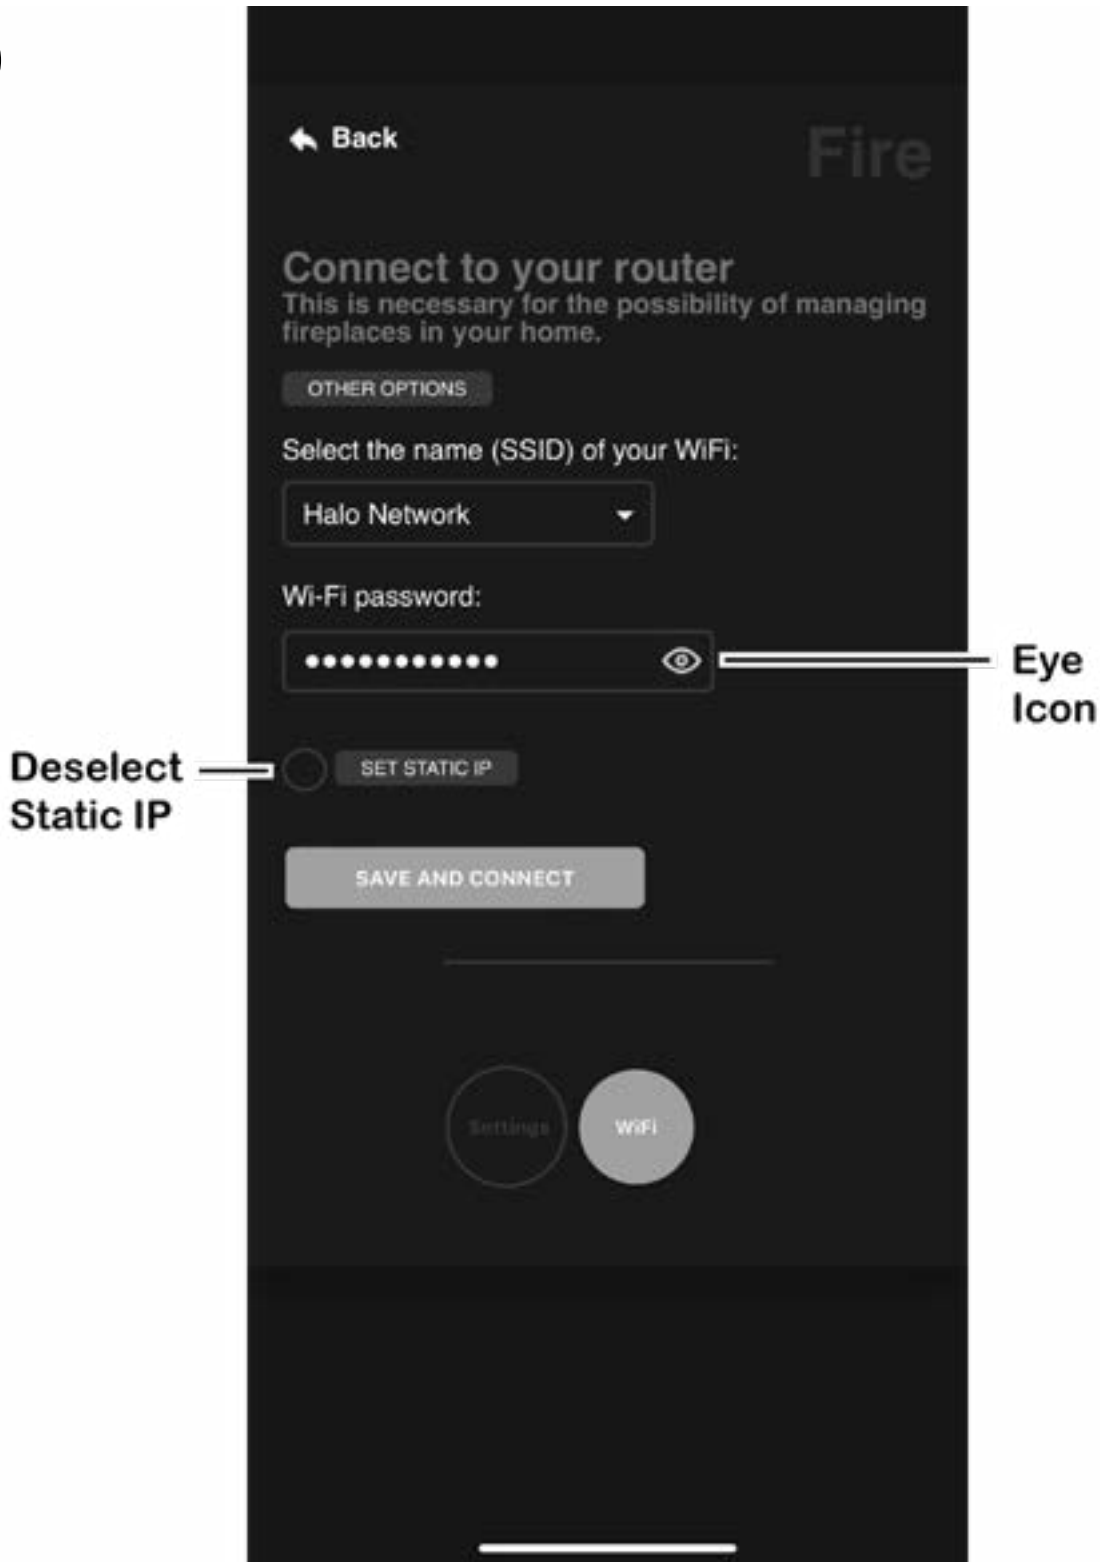 )
Back
Fire
Connect to your router
This is necessary for the possibility of managing
fireplaces in your home.
OTHER OPTIONS
Select the name (SSID) of your WiFi:
Halo Network
Wi-Fi password:
•••••••••••
Eye
Icon
Deselect
Static IP
SET STATIC IP
SAVE AND CONNECT
Settings
WiFi